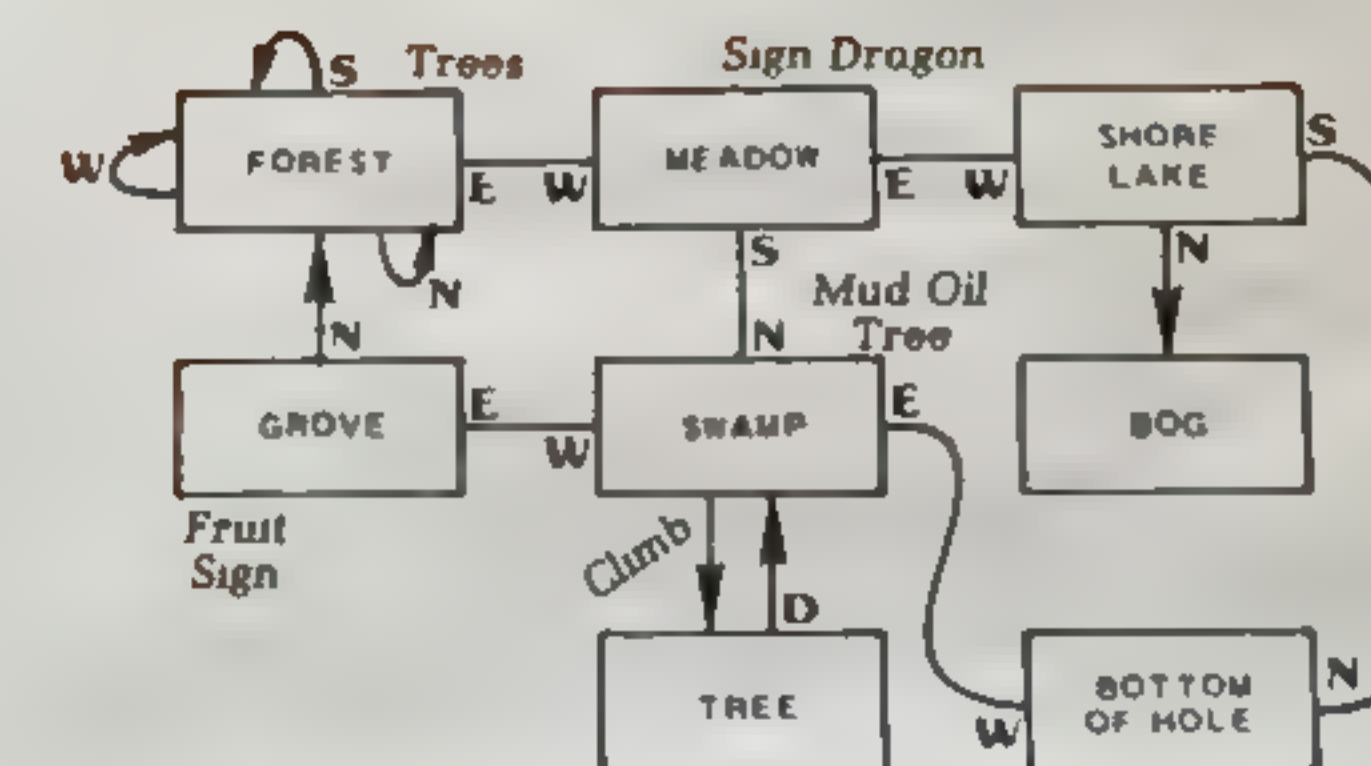 S Trees Sign Dragon
W FOREST E W MEADOW E W SHORE LAKE S
N S N
Mud Oil
Tree
N N
GROVE E W SWAMP E BOG
Fruit
Sign
Climb D
TREE W BOTTOM OF HOLE N